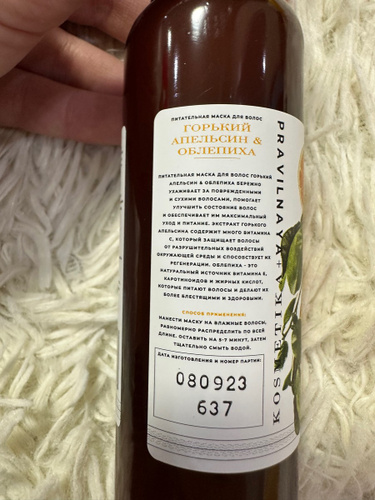 ПИТАТЕЛЬНАЯ МАСКА ДЛЯ ВОЛОС
ГОРЬКИЙ
АПЕЛЬСИН &
ОБЛЕПИХА
ПИТАТЕЛЬНАЯ МАСКА ДЛЯ ВОЛОС ГОРЬКИЙ
АПЕЛЬСИН & ОБЛЕПИХА БЕРЕЖНО
УХАЖИВАЕТ ЗА ПОВРЕЖДЕННЫМИ
И СУХИМИ ВОЛОСАМИ, ПОМОГАЕТ
УЛУЧШИТЬ СОСТОЯНИЕ ВОЛОС
И ОБЕСПЕЧИВАЕТ ИМ МАКСИМАЛЬНЫЙ
УХОД И ПИТАНИЕ. ЭКСТРАКТ ГОРЬКОГО
АПЕЛЬСИНА СОДЕРЖИТ МНОГО ВИТАМИНА
С, КОТОРЫЙ ЗАЩИЩАЕТ ВОЛОСЫ
ОТ РАЗРУШИТЕЛЬНЫХ ВОЗДЕЙСТВИЙ
ОКРУЖАЮЩЕЙ СРЕДЫ И СПОСОБСТВУЕТ ИХ
РЕГЕНЕРАЦИИ. ОБЛЕПИХА - ЭТО
НАТУРАЛЬНЫЙ ИСТОЧНИК ВИТАМИНА Е,
КАРОТИНОИДОВ И ЖИРНЫХ КИСЛОТ,
КОТОРЫЕ ПИТАЮТ ВОЛОСЫ И ДЕЛАЮТ ИХ
БОЛЕЕ БЛЕСТЯЩИМИ И ЗДОРОВЫМИ.
СПОСОБ ПРИМЕНЕНИЯ:
НАНЕСТИ МАСКУ НА ВЛАЖНЫЕ ВОЛОСЫ,
РАВНОМЕРНО РАСПРЕДЕЛИТЬ ПО ВСЕЙ
ДЛИНЕ. ОСТАВИТЬ НА 5-7 МИНУТ, ЗАТЕМ
ТЩАТЕЛЬНО СМЫТЬ ВОДОЙ.
ДАТА ИЗГОТОВЛЕНИЯ И НОМЕР ПАРТИИ:
080923
637
PRAVILNAYA
KOSMETIKA